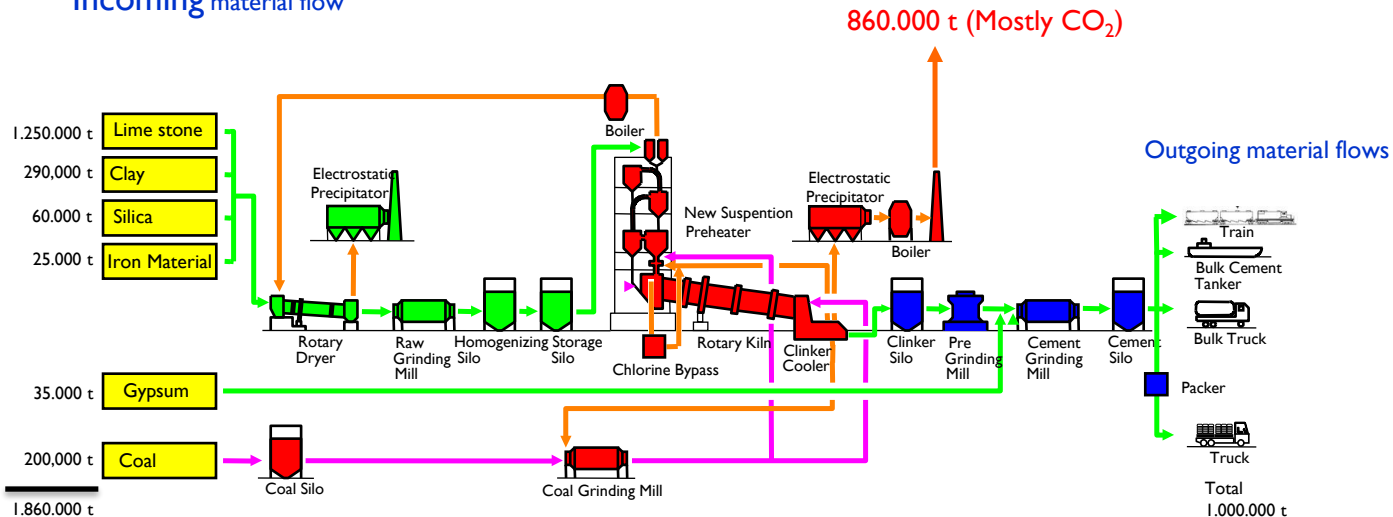 Incoming material flow
860.000 t (Mostly CO₂)
1.250.000 t
Lime stone
290,000 t
Clay
60.000 t
Silica
25.000 t
Iron Material
Electrostatic
Precipitator
Boiler
New Suspention
Preheater
Electrostatic
Precipitator
Boiler
Outgoing material flows
Train
Bulk Cement
Tanker
Bulk Truck
Rotary
Dryer
Raw
Grinding
Mill
Homogenizing
Silo
Storage
Silo
Chlorine Bypass
Rotary Kiln
Clinker
Cooler
Clinker
Silo
Pre
Grinding
Mill
Cement
Grinding
Mill
Cement
Silo
Packer
35.000 t
Gypsum
200,000 t
Coal
Coal Silo
Coal Grinding Mill
Truck
1.860.000 t
Total
1.000.000 t